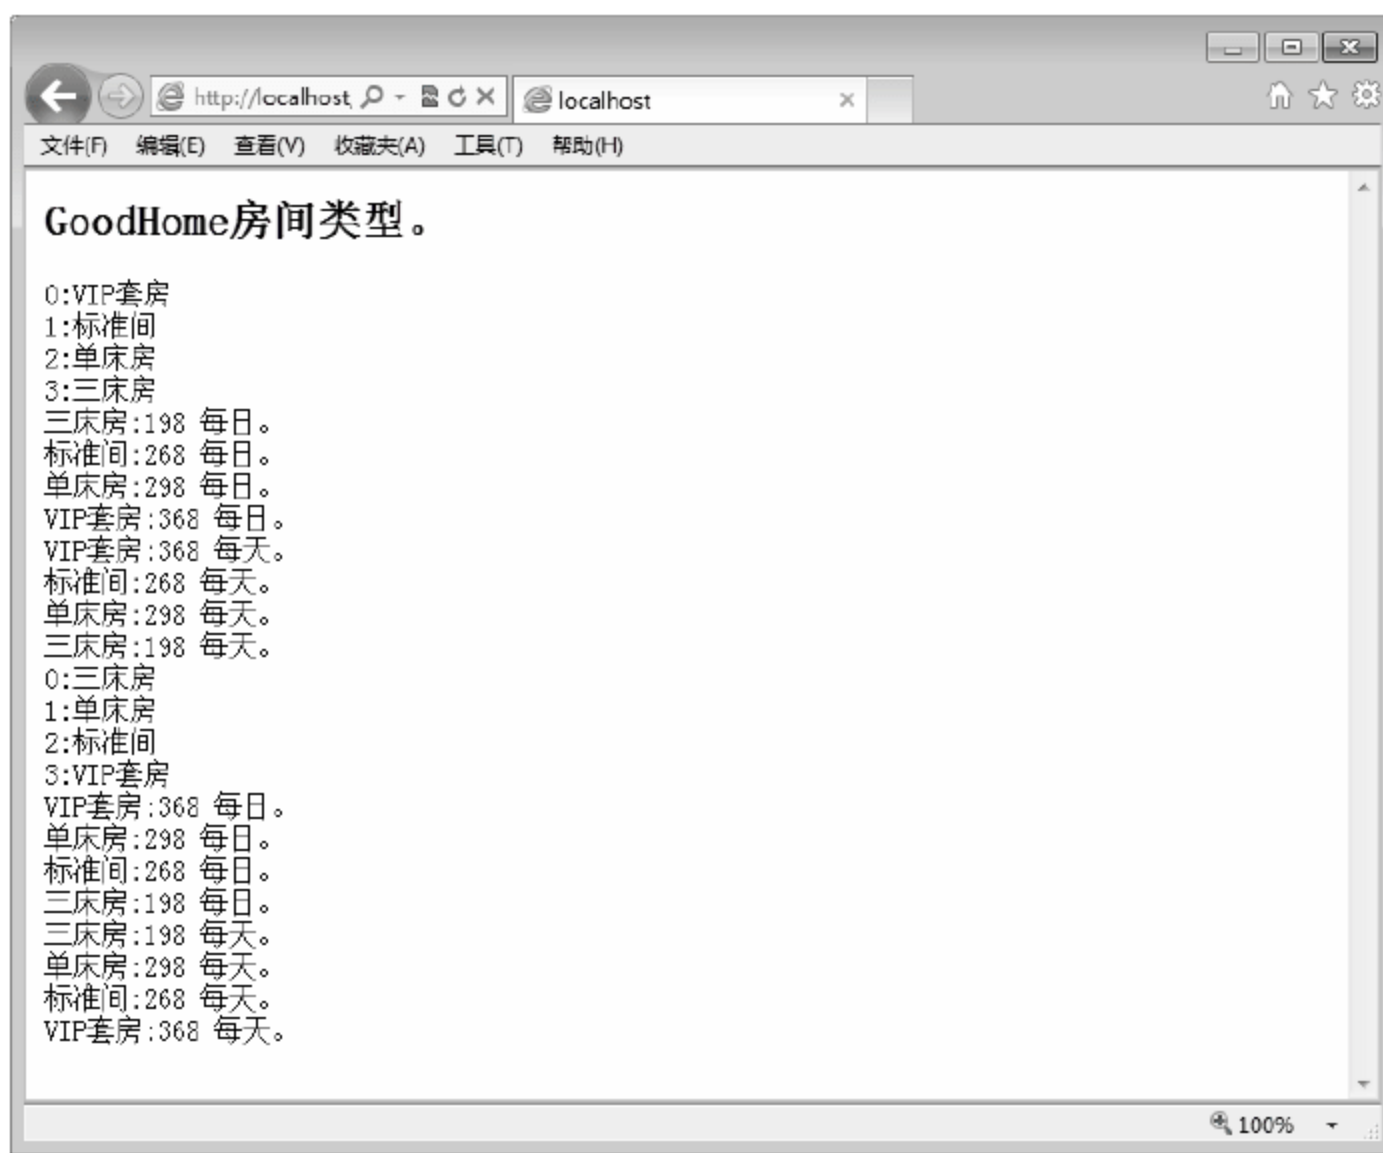 http://localhost
localhost
文件(F) 编辑(E) 查看(V) 收藏夹(A) 工具(T) 帮助(H)
GoodHome房间类型。
0:VIP套房
1:标准间
2:单床房
3:三床房
三床房:198 每日。
标准间:268 每日。
单床房:298 每日。
VIP套房:368 每日。
VIP套房:368 每天。
标准间:268 每天。
单床房:298 每天。
三床房:198 每天。
0:三床房
1:单床房
2:标准间
3:VIP套房
VIP套房:368 每日。
单床房:298 每日。
标准间:268 每日。
三床房:198 每日。
三床房:198 每天。
单床房:298 每天。
标准间:268 每天。
VIP套房:368 每天。
100%